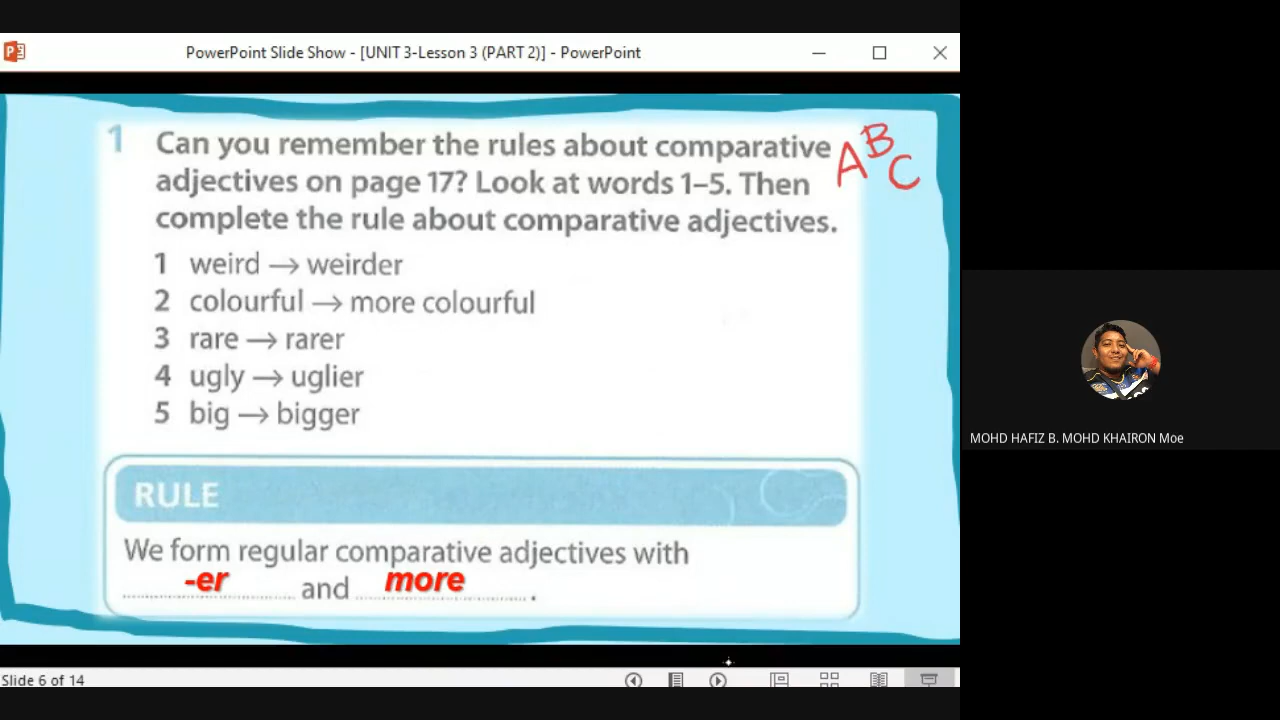 PowerPoint Slide Show - [UNIT 3-Lesson 3 (PART 2)] - PowerPoint
1 Can you remember the rules about comparative
adjectives on page 17? Look at words 1–5. Then
complete the rule about comparative adjectives.
A B C
1 weird → weirder
2 colourful → more colourful
3 rare → rarer
4 ugly → uglier
5 big → bigger
RULE
We form regular comparative adjectives with
-er and more .
MOHD HAFIZ B. MOHD KHAIRON Moe
Slide 6 of 14